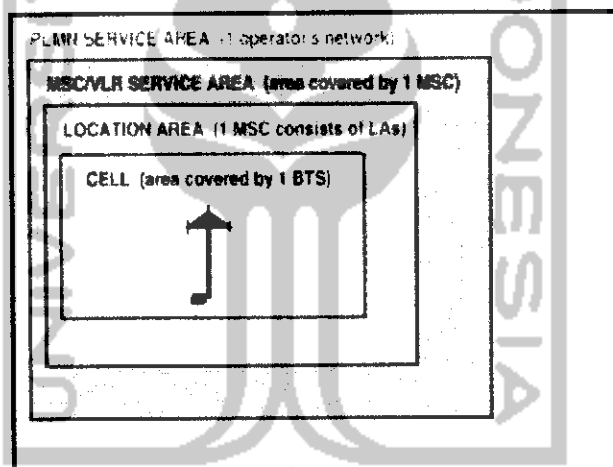 PLMN SERVICE AREA (1 operator's network)
MSC/VLR SERVICE AREA (area covered by 1 MSC)
LOCATION AREA (1 MSC consists of LAs)
CELL (area covered by 1 BTS)
ONESIA